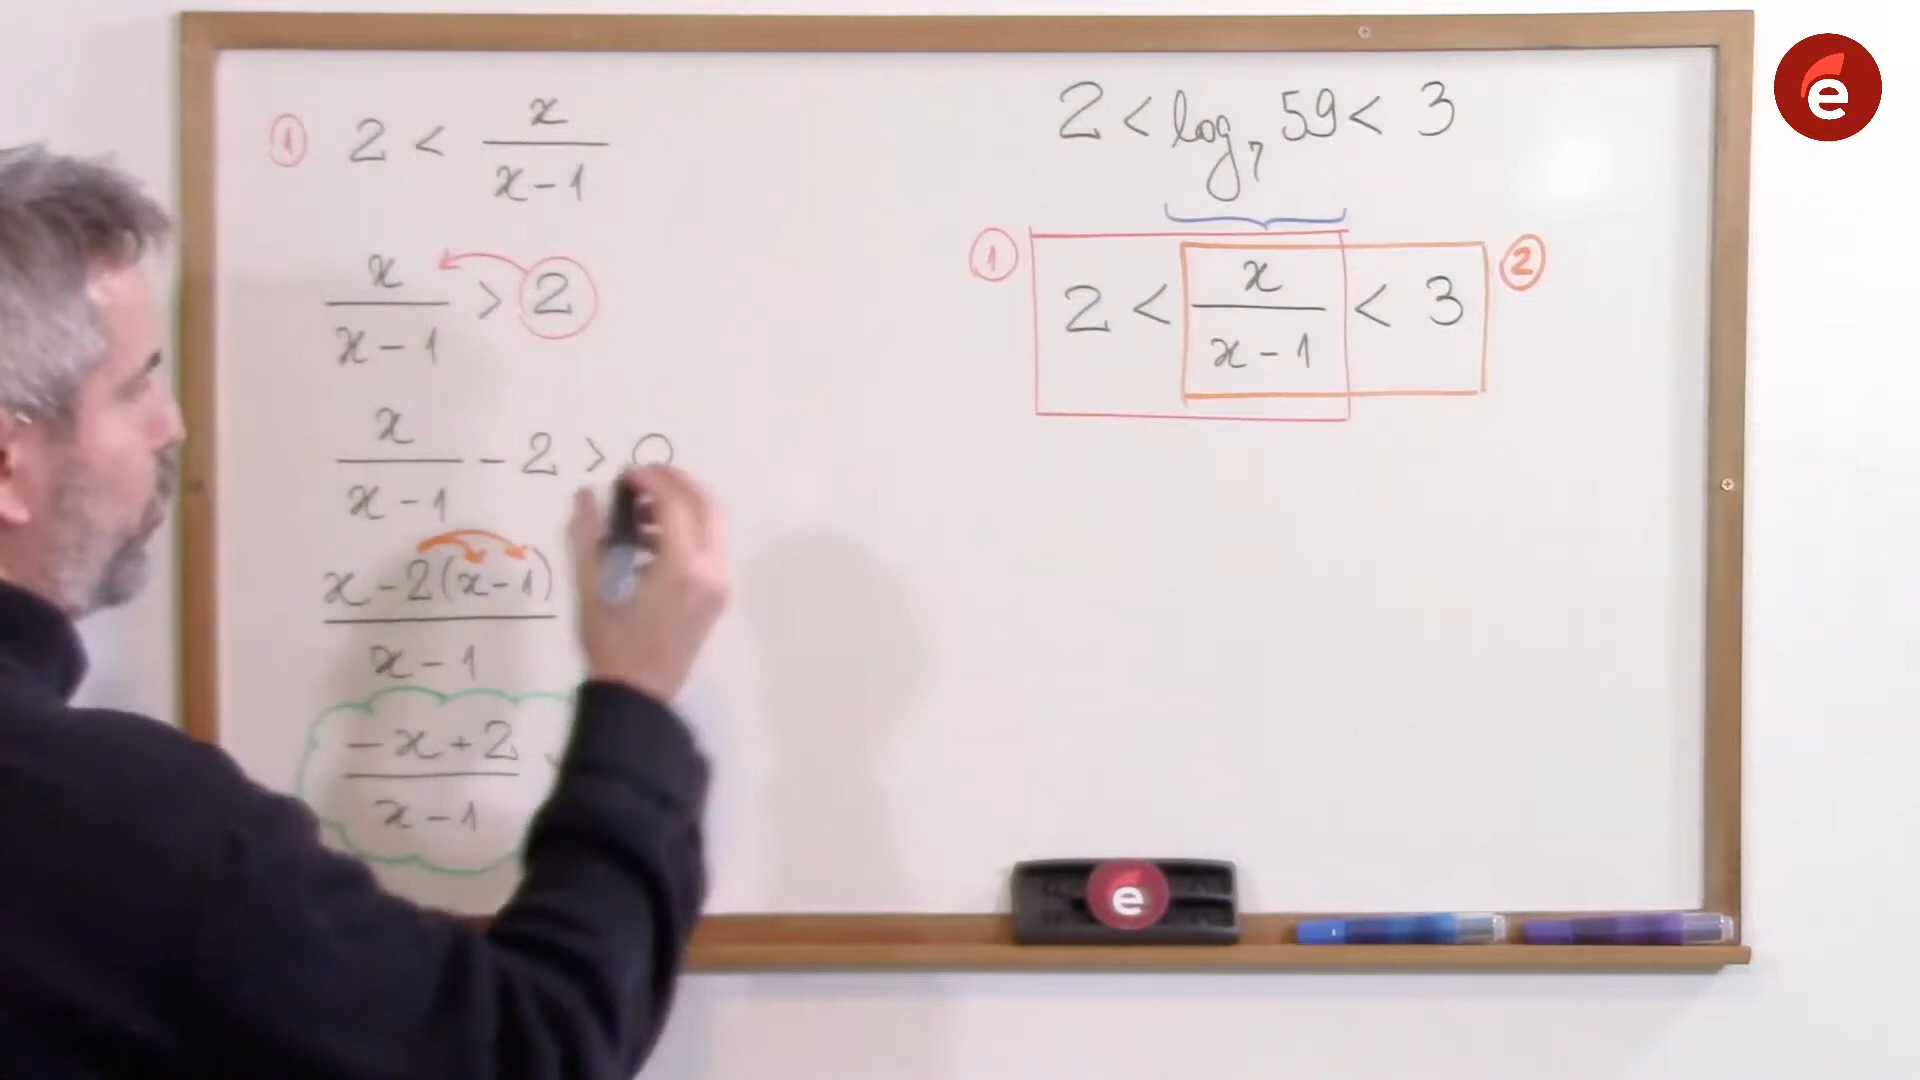 ① 2 < x/(x-1)
x/(x-1) > 2
x/(x-1) - 2 > 0
(x-2(x-1))/(x-1)
(-x+2)/(x-1)
2 < log₇ 59 < 3
① 2 < x/(x-1) < 3 ②
e
e